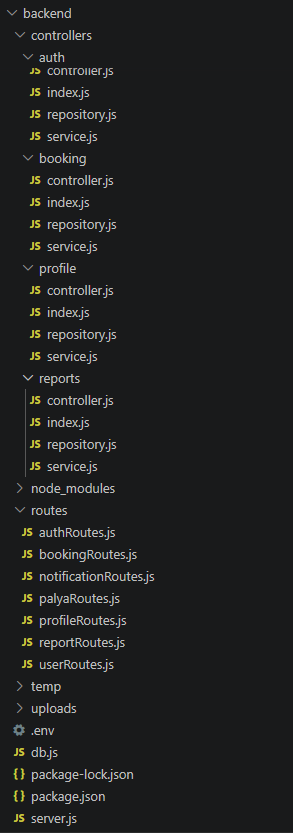 backend
controllers
auth
JS controller.js
JS index.js
JS repository.js
JS service.js
booking
JS controller.js
JS index.js
JS repository.js
JS service.js
profile
JS controller.js
JS index.js
JS repository.js
JS service.js
reports
JS controller.js
JS index.js
JS repository.js
JS service.js
node_modules
routes
JS authRoutes.js
JS bookingRoutes.js
JS notificationRoutes.js
JS palyaRoutes.js
JS profileRoutes.js
JS reportRoutes.js
JS userRoutes.js
temp
uploads
.env
JS db.js
{ } package-lock.json
{ } package.json
JS server.js